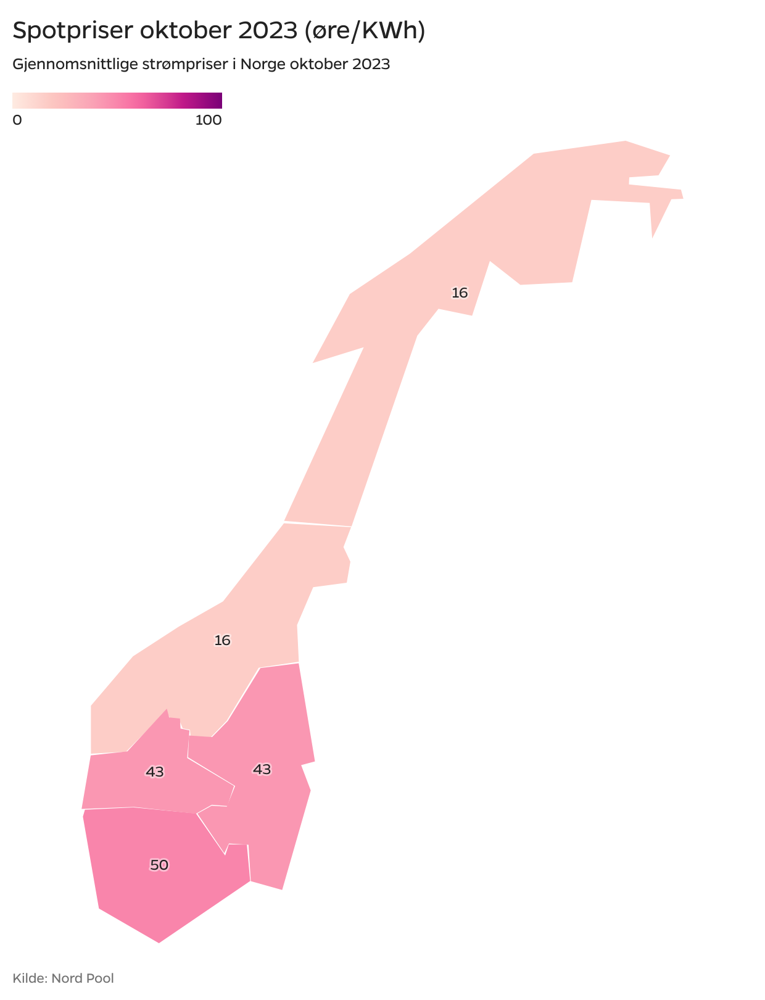 Spotpriser oktober 2023 (øre/KWh)
Gjennomsnittlige strømpriser i Norge oktober 2023
0 100
16
16
43
43
50
Kilde: Nord Pool